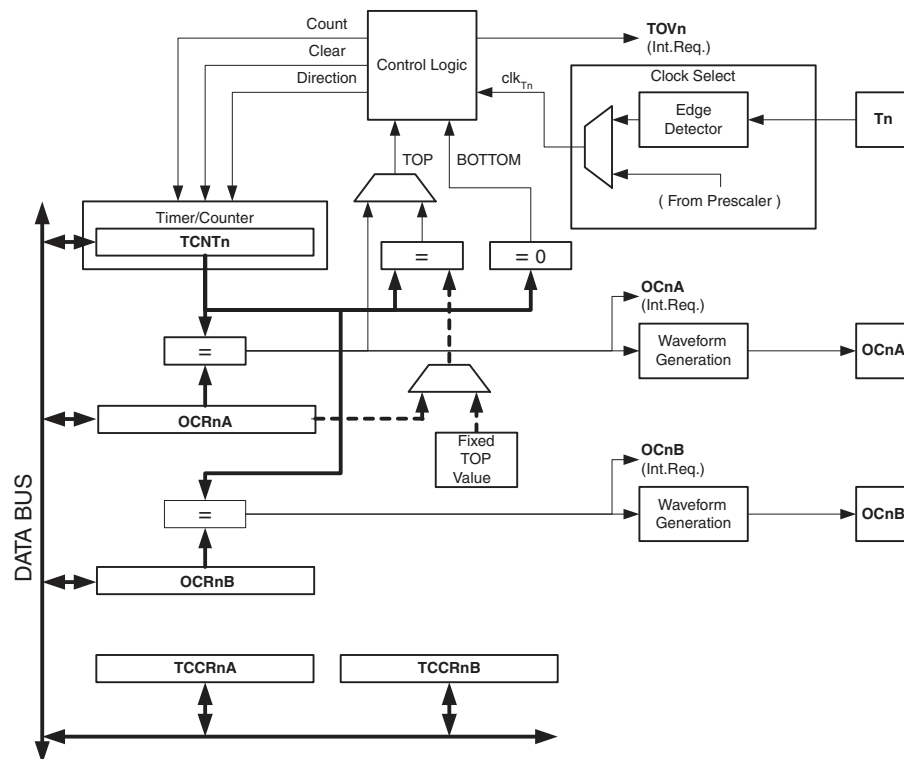 Count
Clear
Direction
Control Logic
TOVn
(Int.Req.)
clkTn
Clock Select
Edge
Detector
Tn
( From Prescaler )
TOP
BOTTOM
Timer/Counter
TCNTn
=
= 0
OCnA
(Int.Req.)
=
Waveform
Generation
OCnA
OCRnA
Fixed
TOP
Value
OCnB
(Int.Req.)
=
Waveform
Generation
OCnB
OCRnB
DATA BUS
TCCRnA
TCCRnB